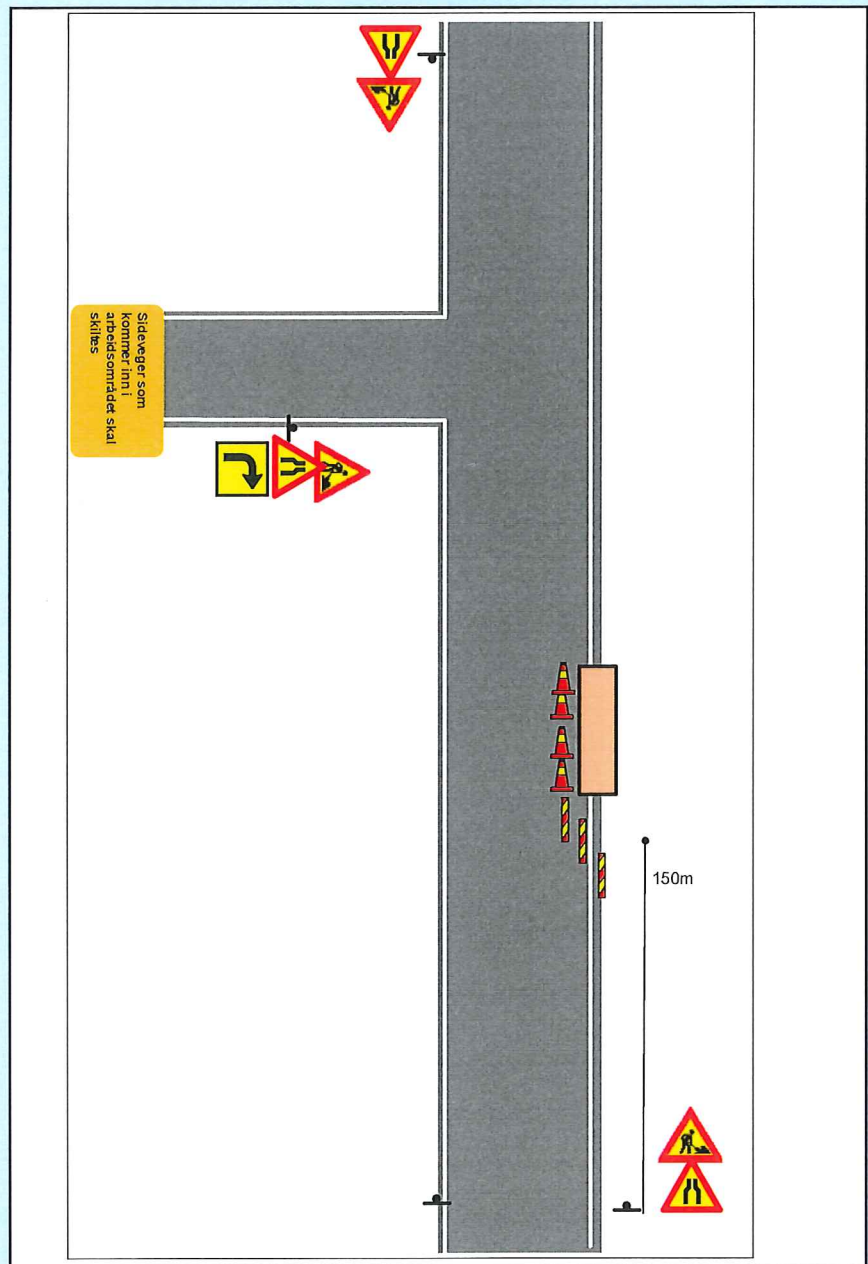 Sideveger som
kommer inn i
arbeidsområdet skal
skiltes
150m